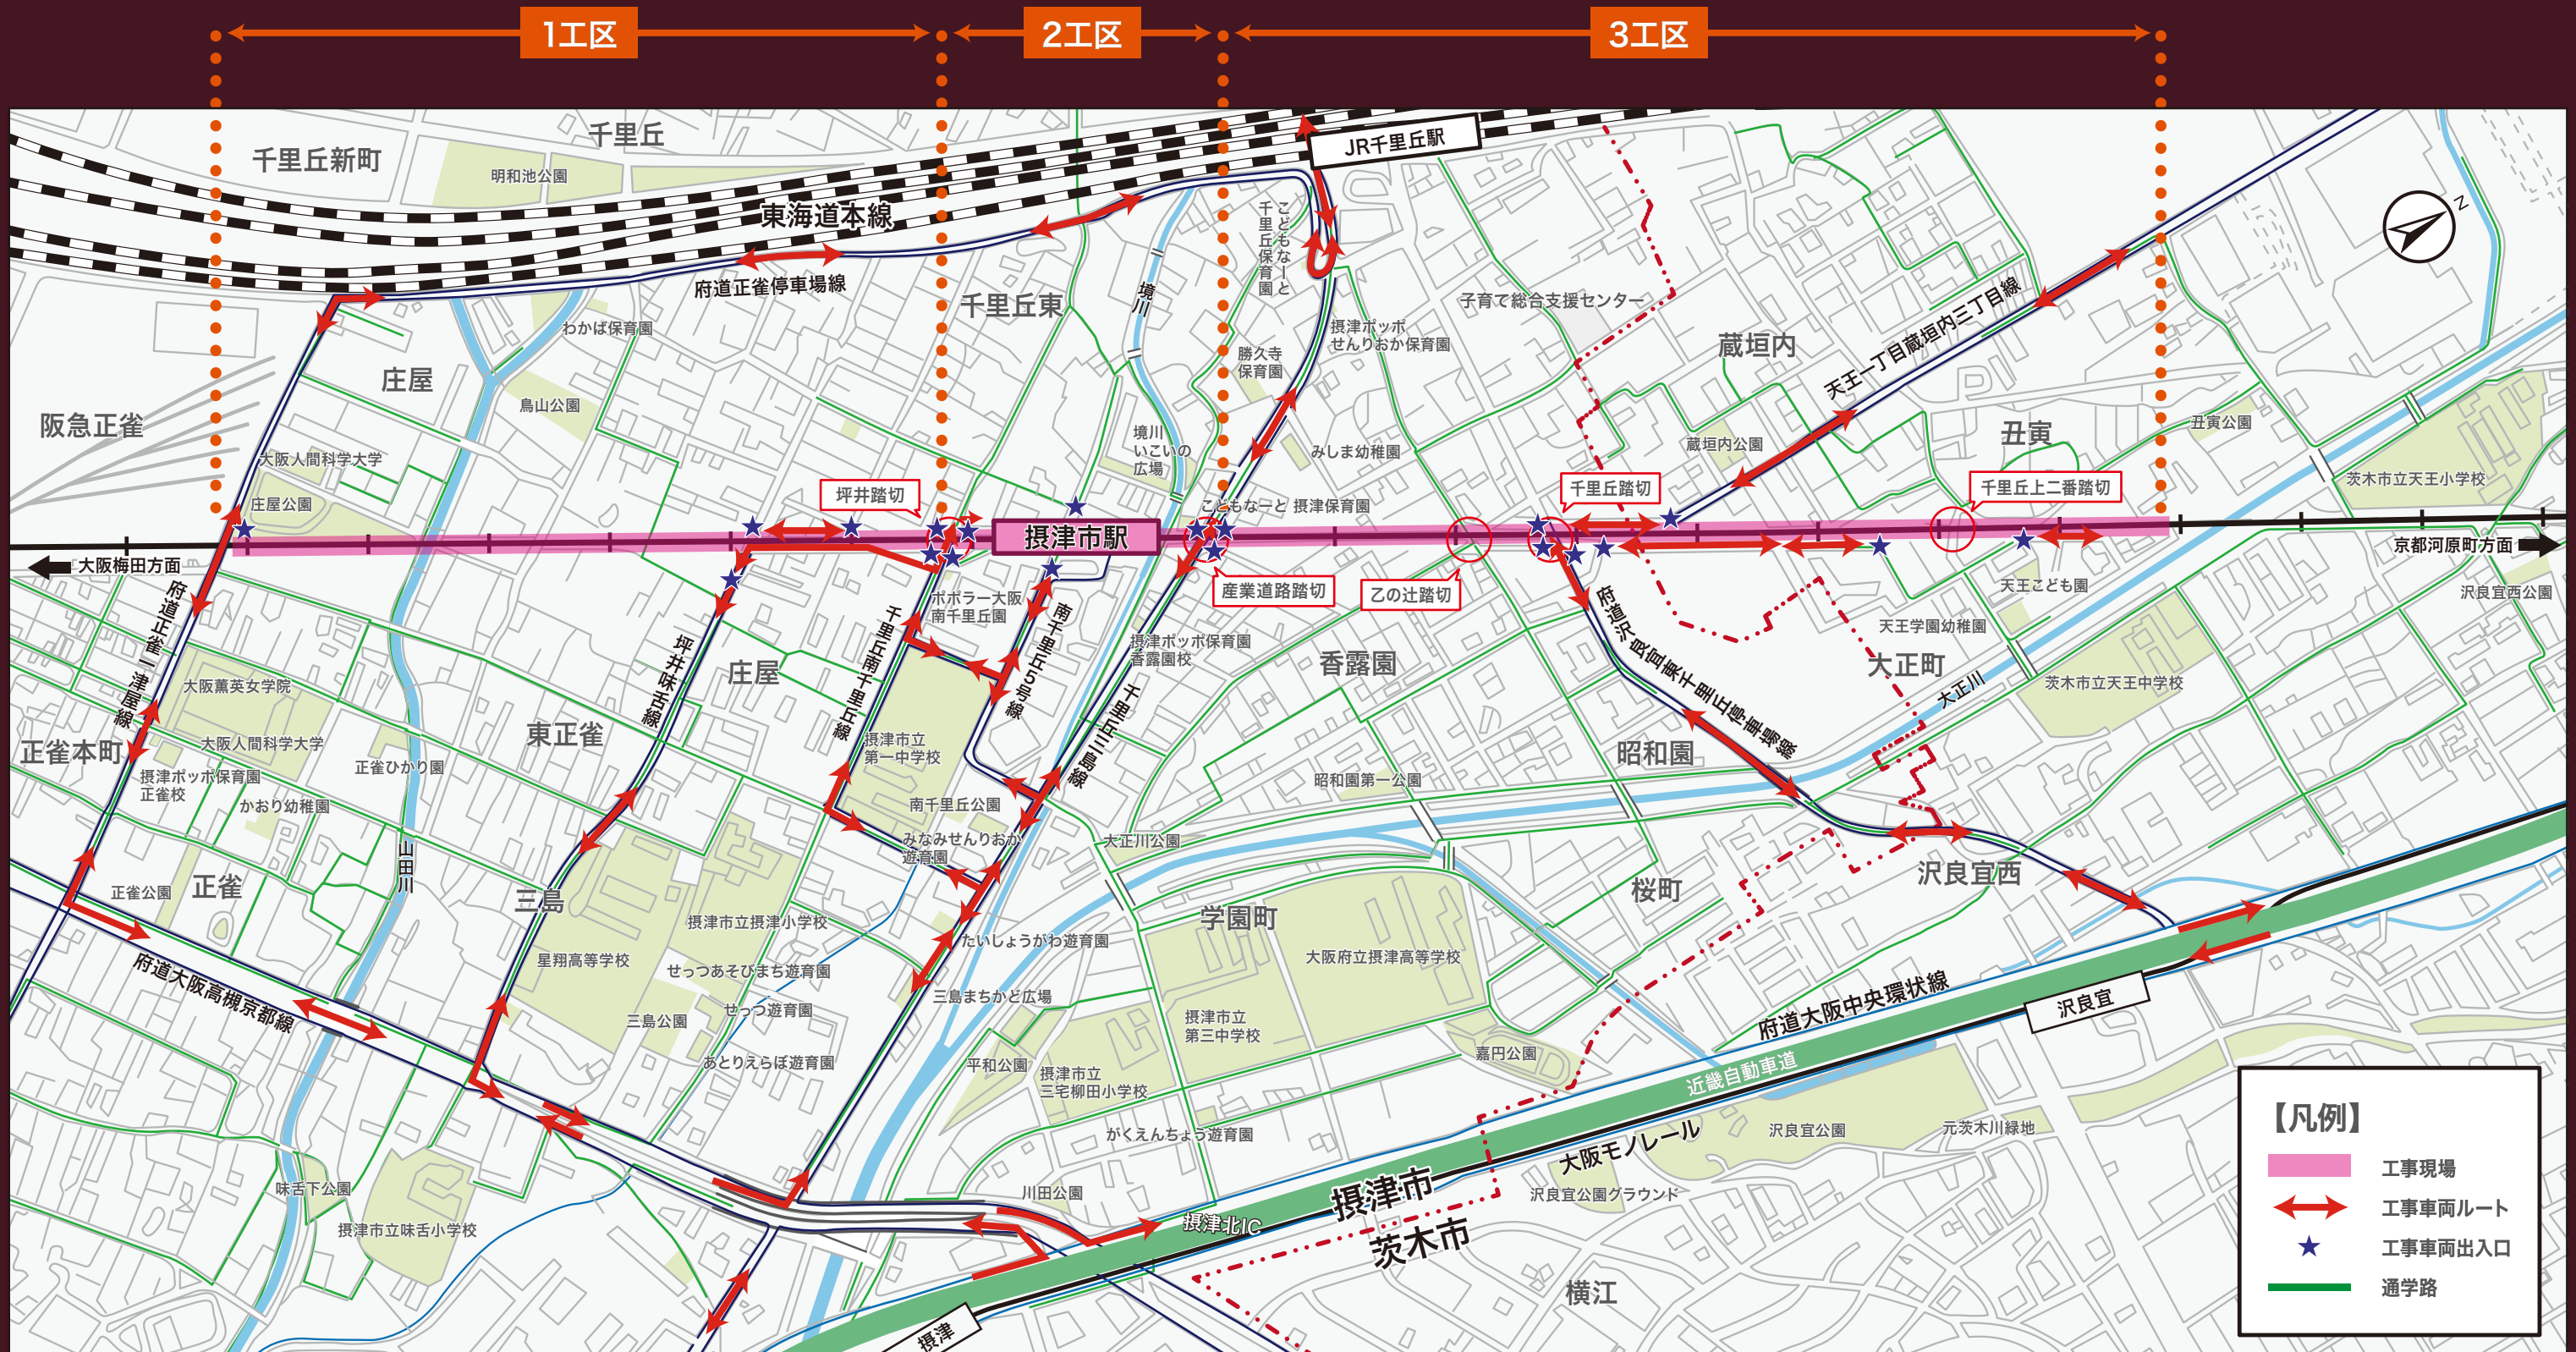 1工区
2工区
3工区
千里丘
千里丘新町
明和池公園
JR千里丘駅
東海道本線
府道正雀停車場線
千里丘東
境川
こどもなーと
千里丘保育園
子育て総合支援センター
摂津ポッポ
せんりおか保育園
蔵垣内
天王一丁目蔵垣内三丁目線
N
わかば保育園
庄屋
鳥山公園
勝久寺
保育園
阪急正雀
大阪人間科学大学
庄屋公園
境川
いこいの
広場
みしま幼稚園
蔵垣内公園
丑寅
丑寅公園
茨木市立天王小学校
坪井踏切
こどもなーと 摂津保育園
千里丘踏切
千里丘上二番踏切
摂津市駅
大阪梅田方面
京都河原町方面
産業道路踏切
乙の辻踏切
天王こども園
沢良宜西公園
府道正雀一津屋線
ポポラー大阪
南千里丘園
南千里丘5号線
千里丘南千里丘線
坪井味舌線
庄屋
摂津ポッポ保育園
香露園校
香露園
府道沢良宜東千里丘停車場線
天王学園幼稚園
大正町
大正川
茨木市立天王中学校
大阪薫英女学院
大阪人間科学大学
正雀本町
摂津ポッポ保育園
正雀校
かおり幼稚園
正雀ひかり園
東正雀
摂津市立
第一中学校
千里丘三島線
昭和園
昭和園第一公園
南千里丘公園
みなみせんりおか
遊育園
大正川公園
山田川
正雀公園
正雀
三島
摂津市立摂津小学校
学園町
桜町
沢良宜西
府道大阪高槻京都線
星翔高等学校
せっつあそびまち遊育園
たいしょうがわ遊育園
大阪府立摂津高等学校
三島まちかど広場
せっつ遊育園
三島公園
摂津市立
第三中学校
府道大阪中央環状線
沢良宜
あとりえらぼ遊育園
平和公園
摂津市立
三宅柳田小学校
嘉円公園
近畿自動車道
がくえんちょう遊育園
大阪モノレール
沢良宜公園
元茨木川緑地
味舌下公園
摂津市立味舌小学校
川田公園
摂津北IC
摂津市
茨木市
沢良宜公園グラウンド
横江
摂津
【凡例】
工事現場
工事車両ルート
工事車両出入口
通学路